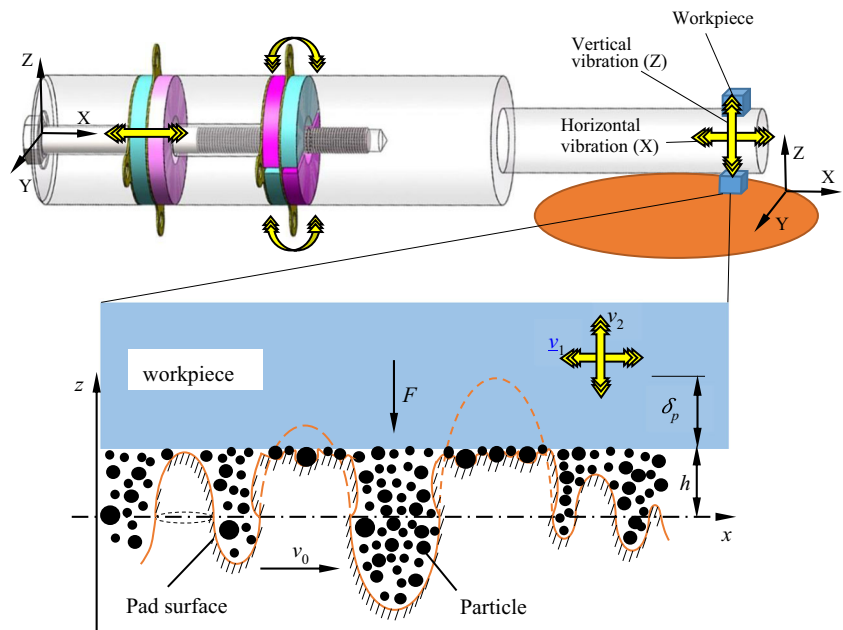 Workpiece
Vertical
vibration (Z)
Horizontal
vibration (X)
Z
X
Y
Z
X
Y
workpiece
F
v₁
v₂
δₚ
h
z
x
v₀
Pad surface
Particle